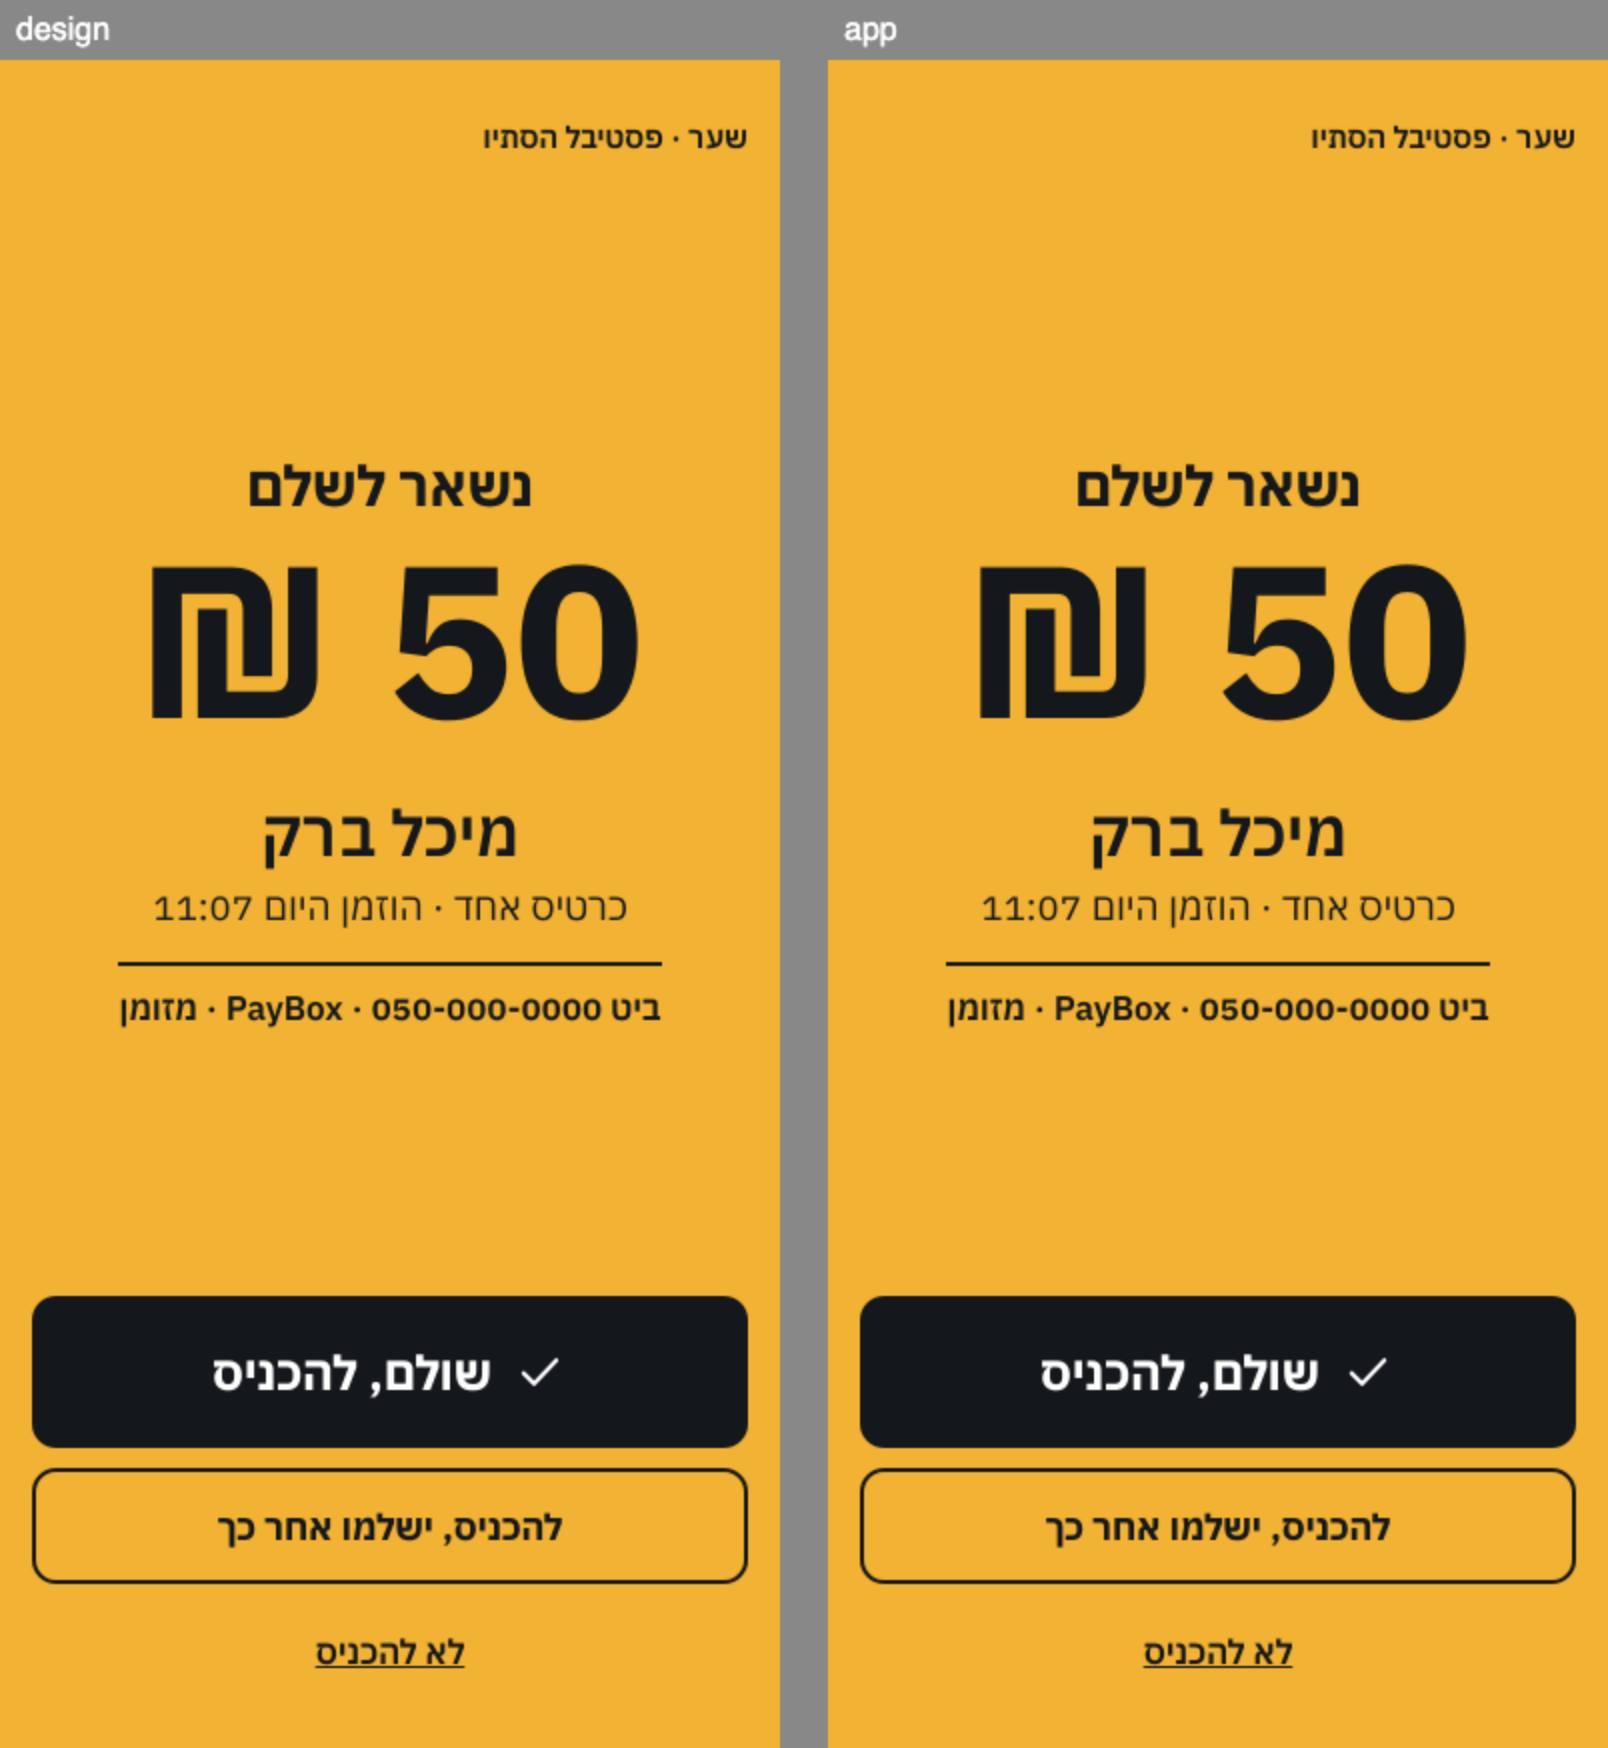 design
שער · פסטיבל הסתיו
נשאר לשלם
50 ₪
מיכל ברק
כרטיס אחד · הוזמן היום 11:07
ביט 050-000-0000 · PayBox · מזומן
שולם, להכניס
להכניס, ישלמו אחר כך
לא להכניס
app
שער · פסטיבל הסתיו
נשאר לשלם
50 ₪
מיכל ברק
כרטיס אחד · הוזמן היום 11:07
ביט 050-000-0000 · PayBox · מזומן
שולם, להכניס
להכניס, ישלמו אחר כך
לא להכניס